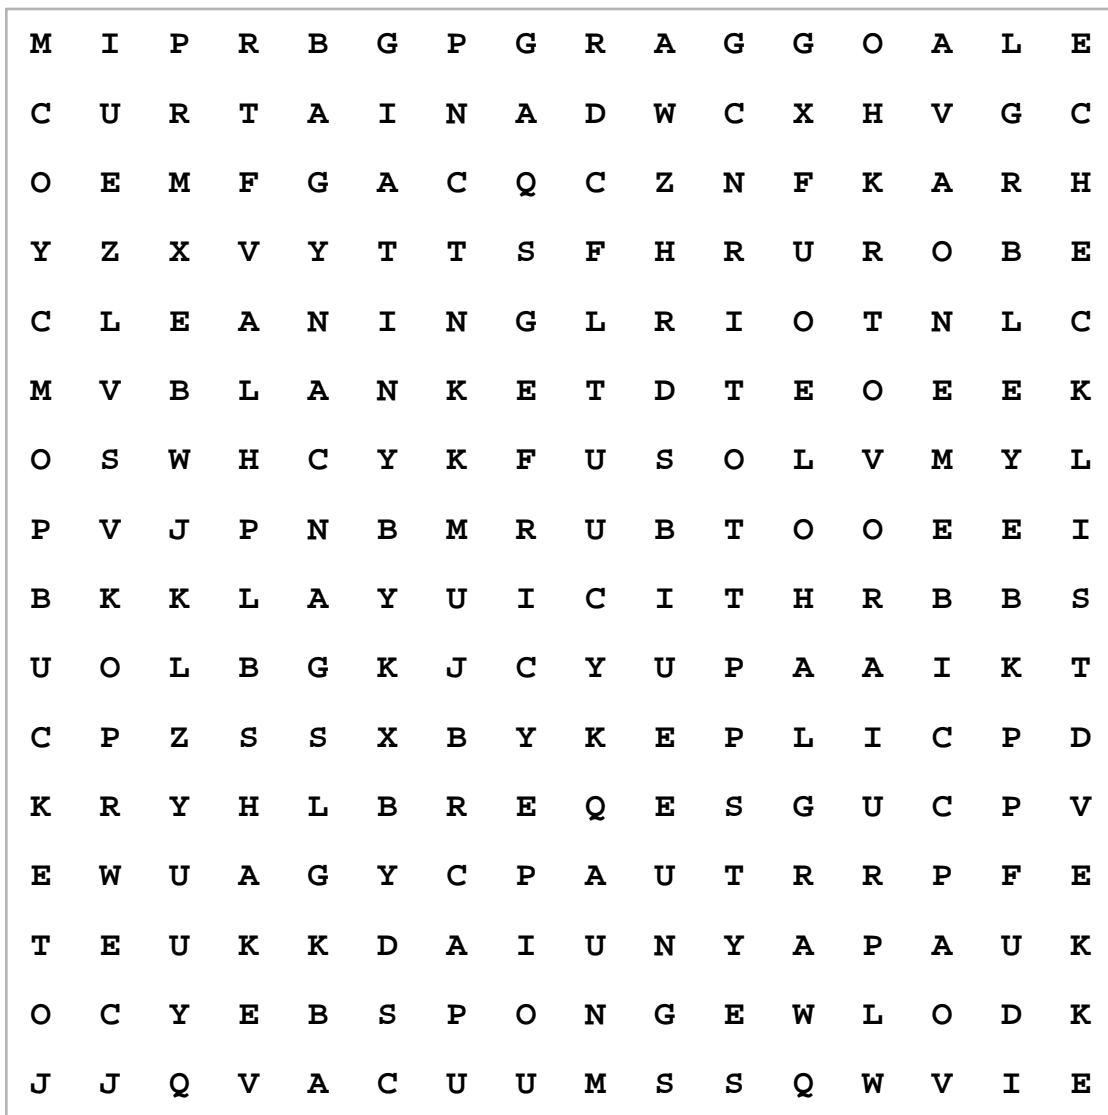 M I P R B G P G R A G G O A L E
C U R T A I N A D W C X H V G C
O E M F G A C Q C Z N F K A R H
Y Z X V Y T T S F H R U R O B E
C L E A N I N G L R I O T N L C
M V B L A N K E T D T E O E E K
O S W H C Y K F U S O L V M Y L
P V J P N B M R U B T O O E E I
B K K L A Y U I C I T H R B B S
U O L B G K J C Y U P A A I K T
C P Z S S X B Y K E P L I C P D
K R Y H L B R E Q E S G U C P V
E W U A G Y C P A U T R R P F E
T E U K K D A I U N Y A P A U K
O C Y E B S P O N G E W L O D K
J J Q V A C U U M S S Q W V I E